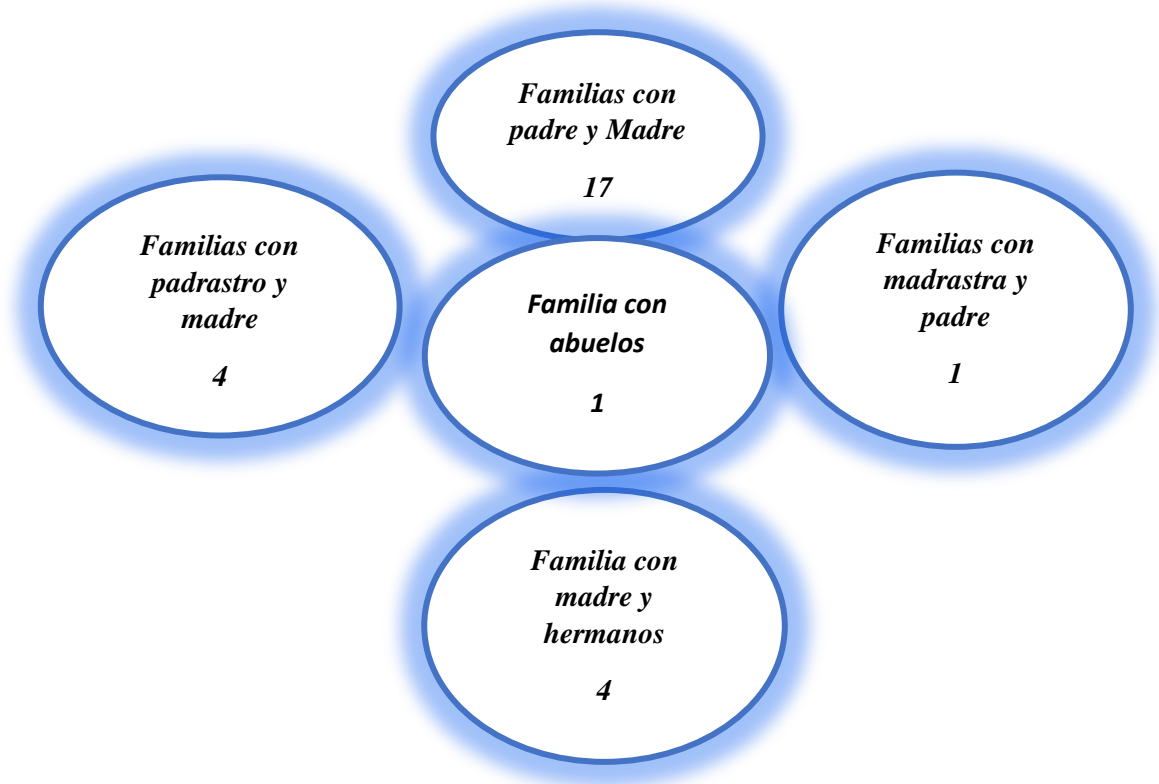 Familias con
padre y Madre
17
Familias con
padrastro y
madre
4
Familia con
abuelos
1
Familias con
madrastra y
padre
1
Familia con
madre y
hermanos
4